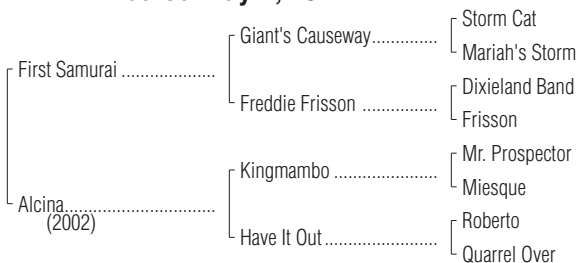 Storm Cat
Giant's Causeway...............
Mariah's Storm
First Samurai .....................
Dixieland Band
Freddie Frisson .................
Frisson
Mr. Prospector
Kingmambo .......................
Miesque
Alcina..................................
(2002)
Roberto
Have It Out.........................
Quarrel Over